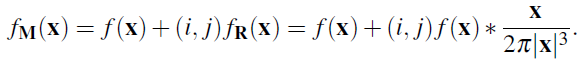 f_M(x) = f(x) + (i, j) f_R(x) = f(x) + (i, j) f(x) * x / 2π|x|³ .